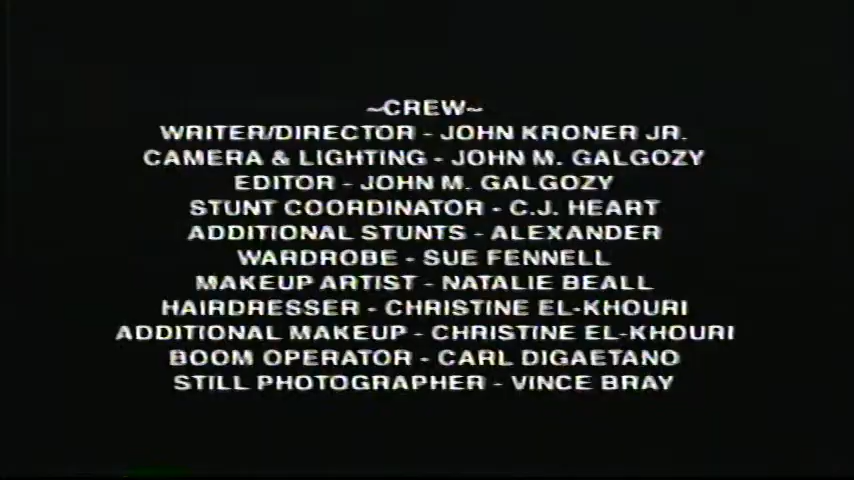 ~CREW~
WRITER/DIRECTOR - JOHN KRONER JR.
CAMERA & LIGHTING - JOHN M. GALGOZY
EDITOR - JOHN M. GALGOZY
STUNT COORDINATOR - C.J. HEART
ADDITIONAL STUNTS - ALEXANDER
WARDROBE - SUE FENNELL
MAKEUP ARTIST - NATALIE BEALL
HAIRDRESSER - CHRISTINE EL-KHOURI
ADDITIONAL MAKEUP - CHRISTINE EL-KHOURI
BOOM OPERATOR - CARL DIGAETANO
STILL PHOTOGRAPHER - VINCE BRAY